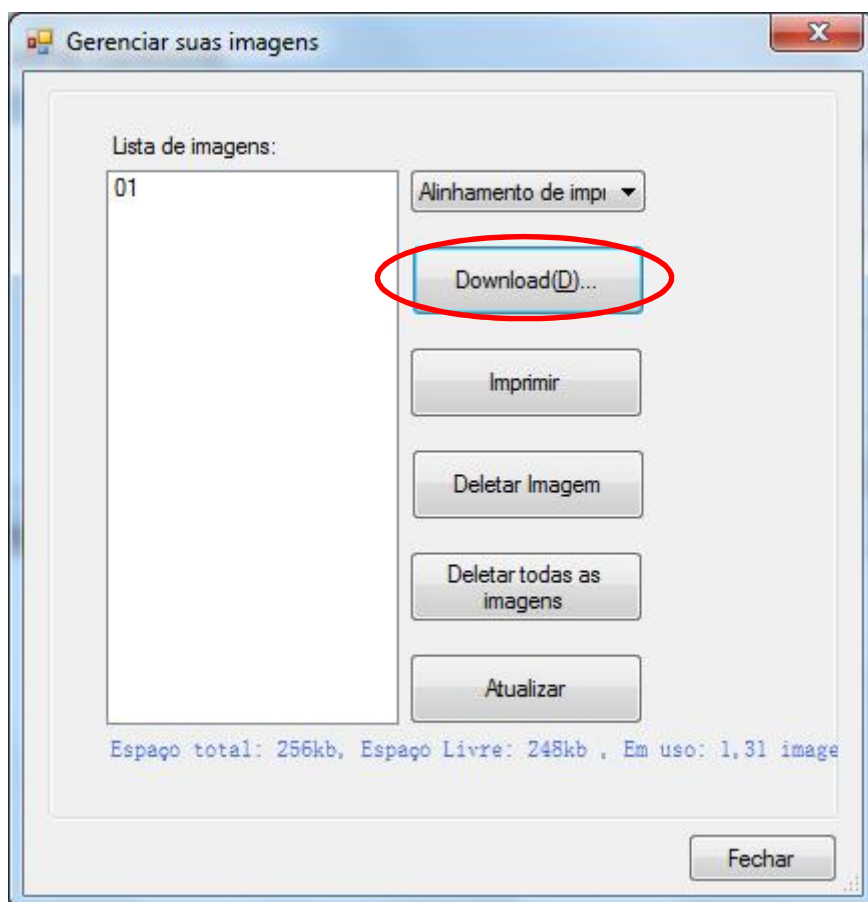 Gerenciar suas imagens
Lista de imagens:
01
Alinhamento de impr
Download(D)...
Imprimir
Deletar Imagem
Deletar todas as
imagens
Atualizar
Espaço total: 256kb, Espaço Livre: 248kb , Em uso: 1,31 image
Fechar